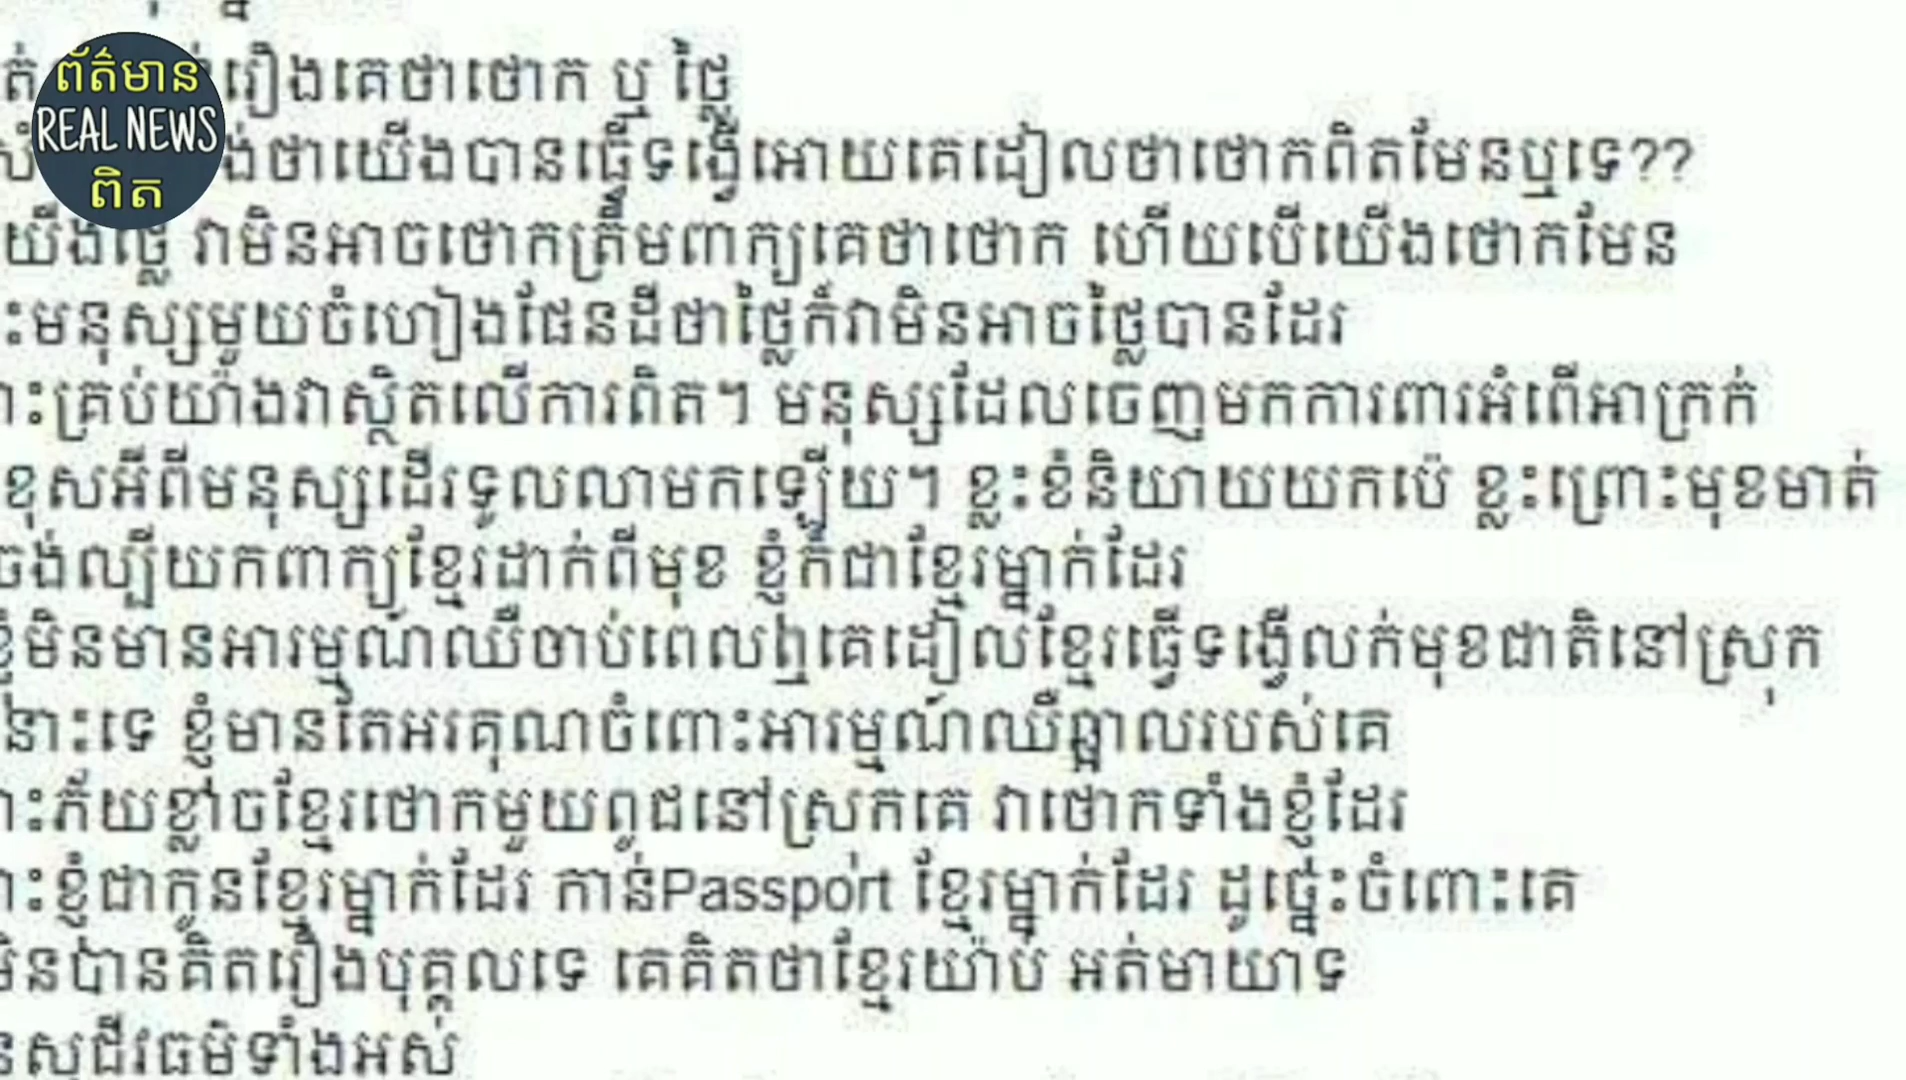 ព័ត៌មាន
REAL NEWS
ពិត
រឿងគេថាថោក ឬ ថ្លៃ
ថាយើងបានធ្វើទង្វើអោយគេដៀលថាថោកពិតមែនឬទេ??
យើងថ្លៃ វាមិនអាចថោកត្រឹមពាក្យគេថាថោក ហើយបើយើងថោកមែន
មនុស្សមួយចំហៀងផែនដីថាថ្លៃក៏វាមិនអាចថ្លៃបានដែរ
គ្រប់យ៉ាងវាស្ថិតលើការពិត។ មនុស្សដែលចេញមកការពារអំពើអាក្រក់
ខុសអីពីមនុស្សដើរទូលលាមកឡើយ។ ខ្លះខំនិយាយយកប៉េ ខ្លះព្រោះមុខមាត់
ចង់ល្បីយកពាក្យខ្មែរដាក់ពីមុខ ខ្ញុំក៏ជាខ្មែរម្នាក់ដែរ
មិនមានអារម្មណ៍ឈឺចាប់ពេលឮគេដៀលខ្មែរធ្វើទង្វើលក់មុខជាតិនៅស្រុក
នោះទេ ខ្ញុំមានតែអរគុណចំពោះអារម្មណ៍ឈឺឆ្អាលរបស់គេ
ភ័យខ្លាចខ្មែរថោកមួយពូជនៅស្រុកគេ វាថោកទាំងខ្ញុំដែរ
ខ្ញុំជាកូនខ្មែរម្នាក់ដែរ កាន់Passport ខ្មែរម្នាក់ដែរ ដូច្នេះចំពោះគេ
មិនបានគិតរឿងបុគ្គលទេ គេគិតថាខ្មែរយ៉ាប់ អត់មាយាទ
សុជីវធម៌ទាំងអស់